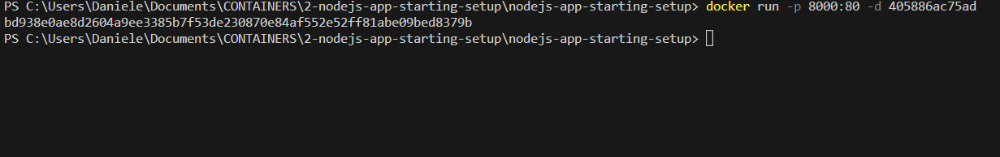 PS C:\Users\Daniele\Documents\CONTAINERS\2-nodejs-app-starting-setup\nodejs-app-starting-setup> docker run -p 8000:80 -d 405886ac75ad
bd938e0ae8d2604a9ee3385b7f53de230870e84af552e52ff81abe09bed8379b
PS C:\Users\Daniele\Documents\CONTAINERS\2-nodejs-app-starting-setup\nodejs-app-starting-setup>